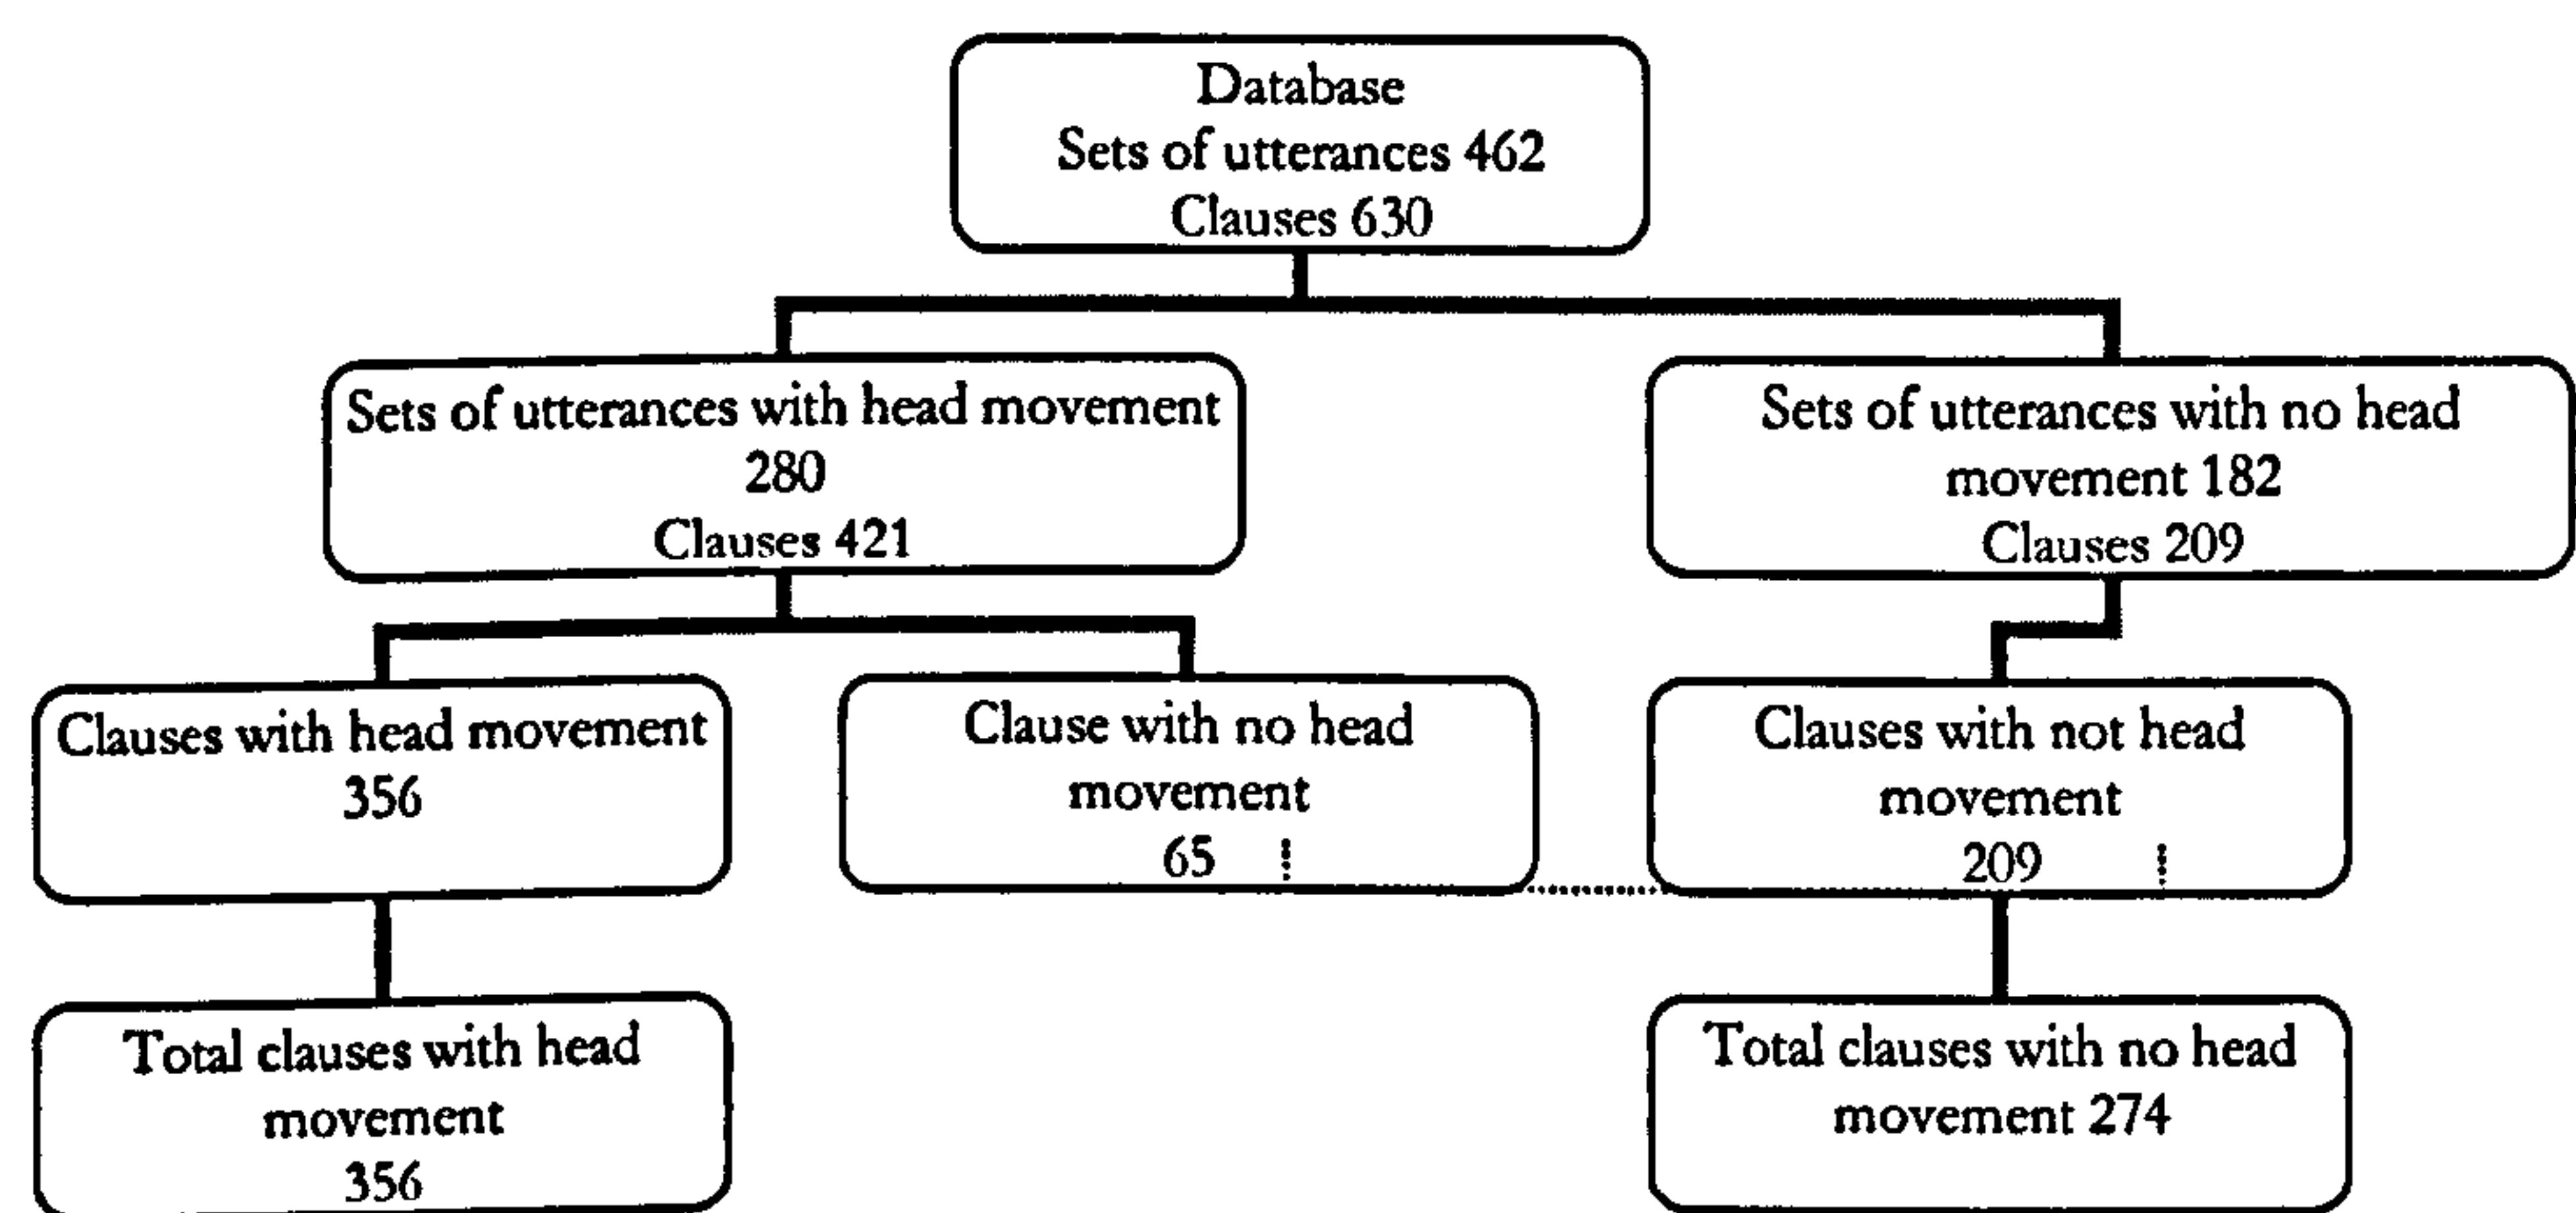 Database
Sets of utterances 462
Clauses 630
Sets of utterances with head movement
280
Clauses 421
Sets of utterances with no head
movement 182
Clauses 209
Clauses with head movement
356
Clause with no head
movement
65
Clauses with not head
movement
209
Total clauses with head
movement
356
Total clauses with no head
movement 274